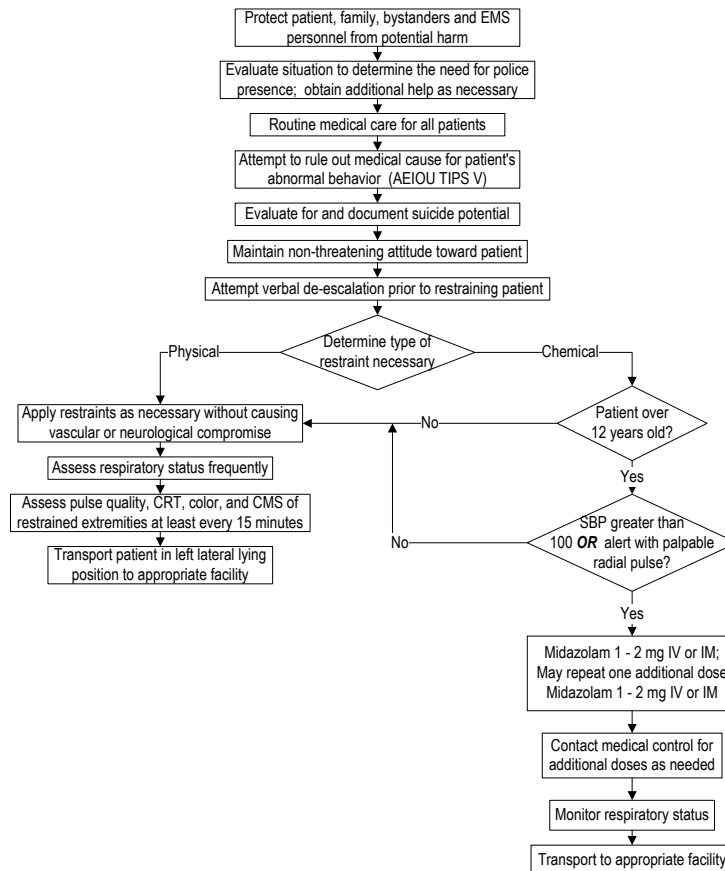 Protect patient, family, bystanders and EMS
personnel from potential harm
Evaluate situation to determine the need for police
presence;  obtain additional help as necessary
Routine medical care for all patients
Attempt to rule out medical cause for patient's
abnormal behavior  (AEIOU TIPS V)
Evaluate for and document suicide potential
Maintain non-threatening attitude toward patient
Attempt verbal de-escalation prior to restraining patient
Determine type of
restraint necessary
Physical
Chemical
Apply restraints as necessary without causing
vascular or neurological compromise
Assess respiratory status frequently
Assess pulse quality, CRT, color, and CMS of
restrained extremities at least every 15 minutes
Transport patient in left lateral lying
position to appropriate facility
Patient over
12 years old?
No
Yes
SBP greater than
100 OR  alert with palpable
radial pulse?
No
Yes
Midazolam 1 - 2 mg IV or IM;
May repeat one additional dose
Midazolam 1 - 2 mg IV or IM
Contact medical control for
additional doses as needed
Monitor respiratory status
Transport to appropriate facility